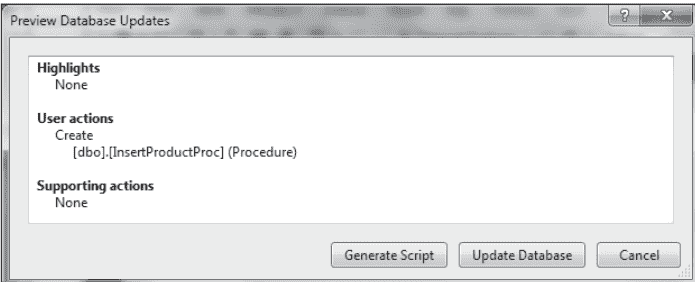 Preview Database Updates
Highlights
None
User actions
Create
[dbo].[InsertProductProc] (Procedure)
Supporting actions
None
Generate Script Update Database Cancel